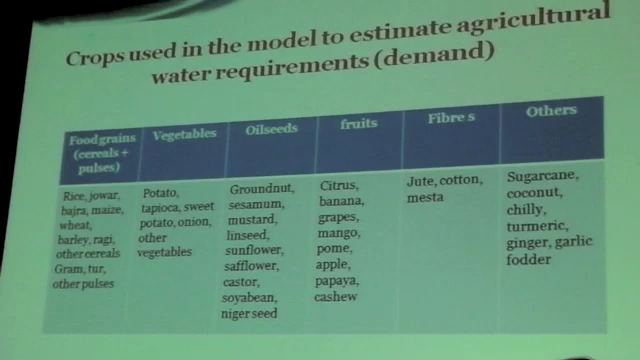 Crops used in the model to estimate agricultural
water requirements (demand)
Foodgrains
(cereals +
pulses)
Vegetables
Oilseeds
fruits
Fibre s
Others
Rice, jowar,
bajra, maize,
wheat,
barley, ragi,
other cereals
Gram, tur,
other pulses
Potato,
tapioca, sweet
potato, onion,
other
vegetables
Groundnut,
sesamum,
mustard,
linseed,
sunflower,
safflower,
castor,
soyabean,
niger seed
Citrus,
banana,
grapes,
mango,
pome,
apple,
papaya,
cashew
Jute, cotton,
mesta
Sugarcane,
coconut,
chilly,
turmeric,
ginger, garlic
fodder